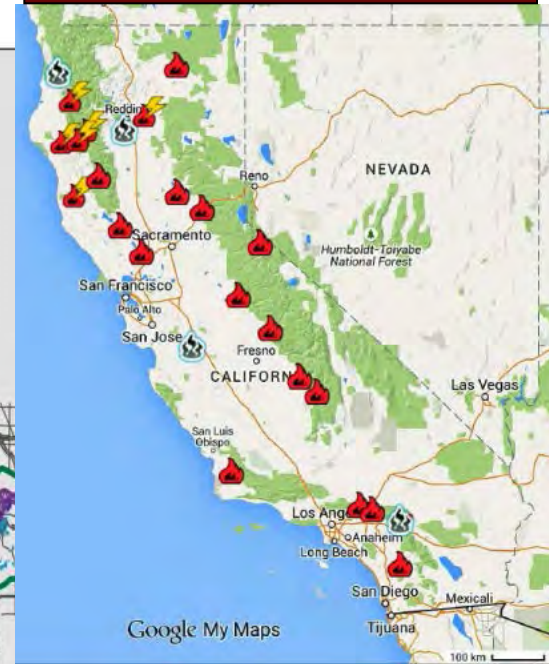 Redding
Reno
NEVADA
Sacramento
Humboldt-Toiyabe
National Forest
San Francisco
Palo Alto
San Jose
Fresno
CALIFORN
Las Vegas
San Luis
Obispo
Los Ange
Anaheim
Long Beach
San Diego
Mexicali
Tijuana
Google My Maps
100 km